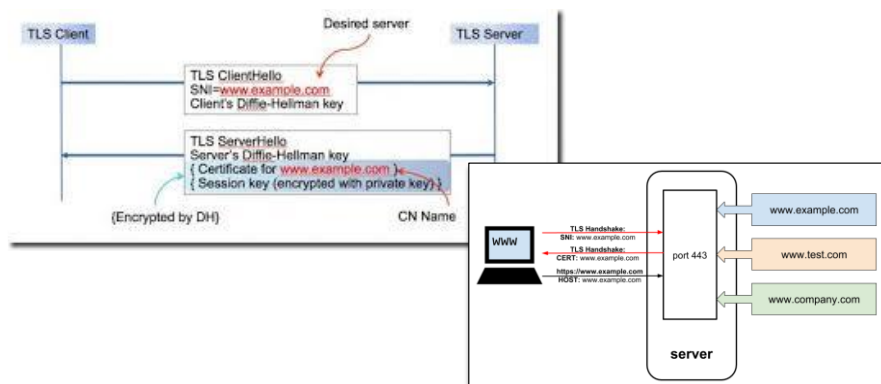 Desired server
TLS Client
TLS Server
TLS ClientHello
SNI=www.example.com
Client's Diffie-Hellman key
TLS ServerHello
Server's Diffie-Hellman key
{ Certificate for www.example.com }
{ Session key (encrypted with private key) }
{Encrypted by DH}
CN Name
WWW
TLS Handshake:
SNI: www.example.com
TLS Handshake:
CERT: www.example.com
https://www.example.com
HOST: www.example.com
port 443
server
www.example.com
www.test.com
www.company.com